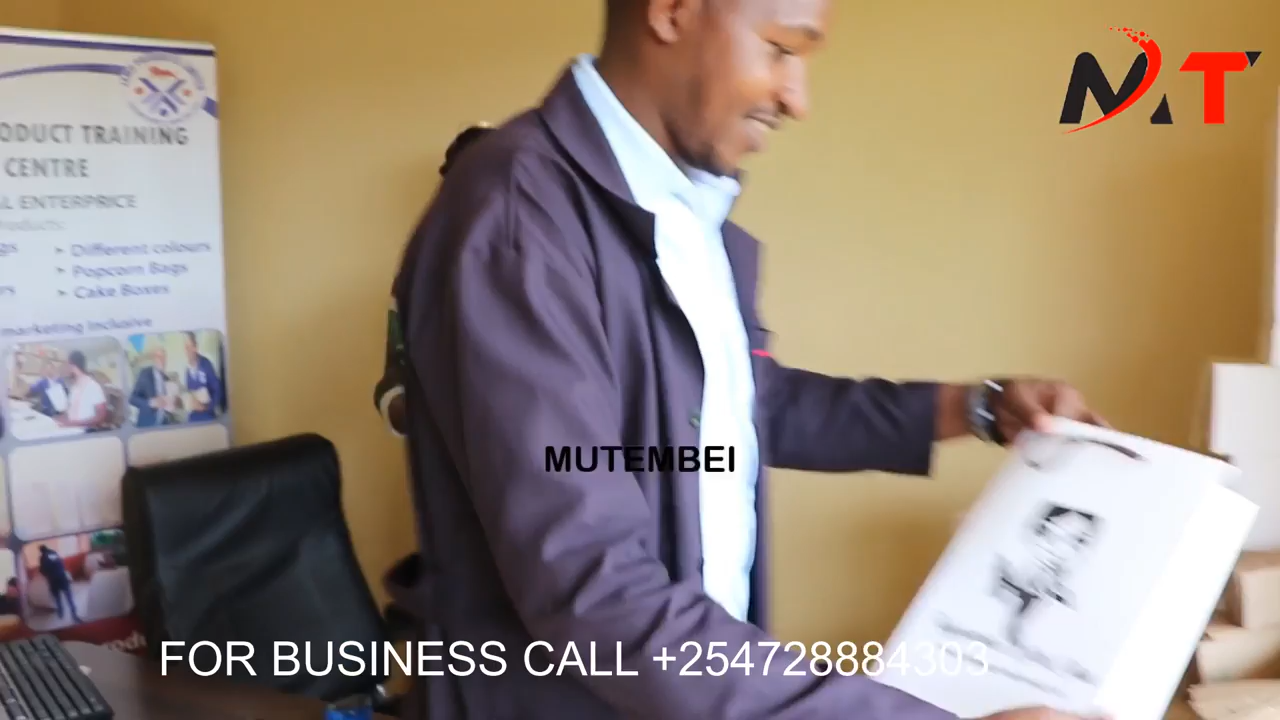 ODUCT TRAINING
CENTRE
L ENTERPRICE
roducts:
gs
➢ Different colours
➢ Popcorn Bags
rs
➢ Cake Boxes
marketing Inclusive
MT
MUTEMBEI
FOR BUSINESS CALL +254728884303